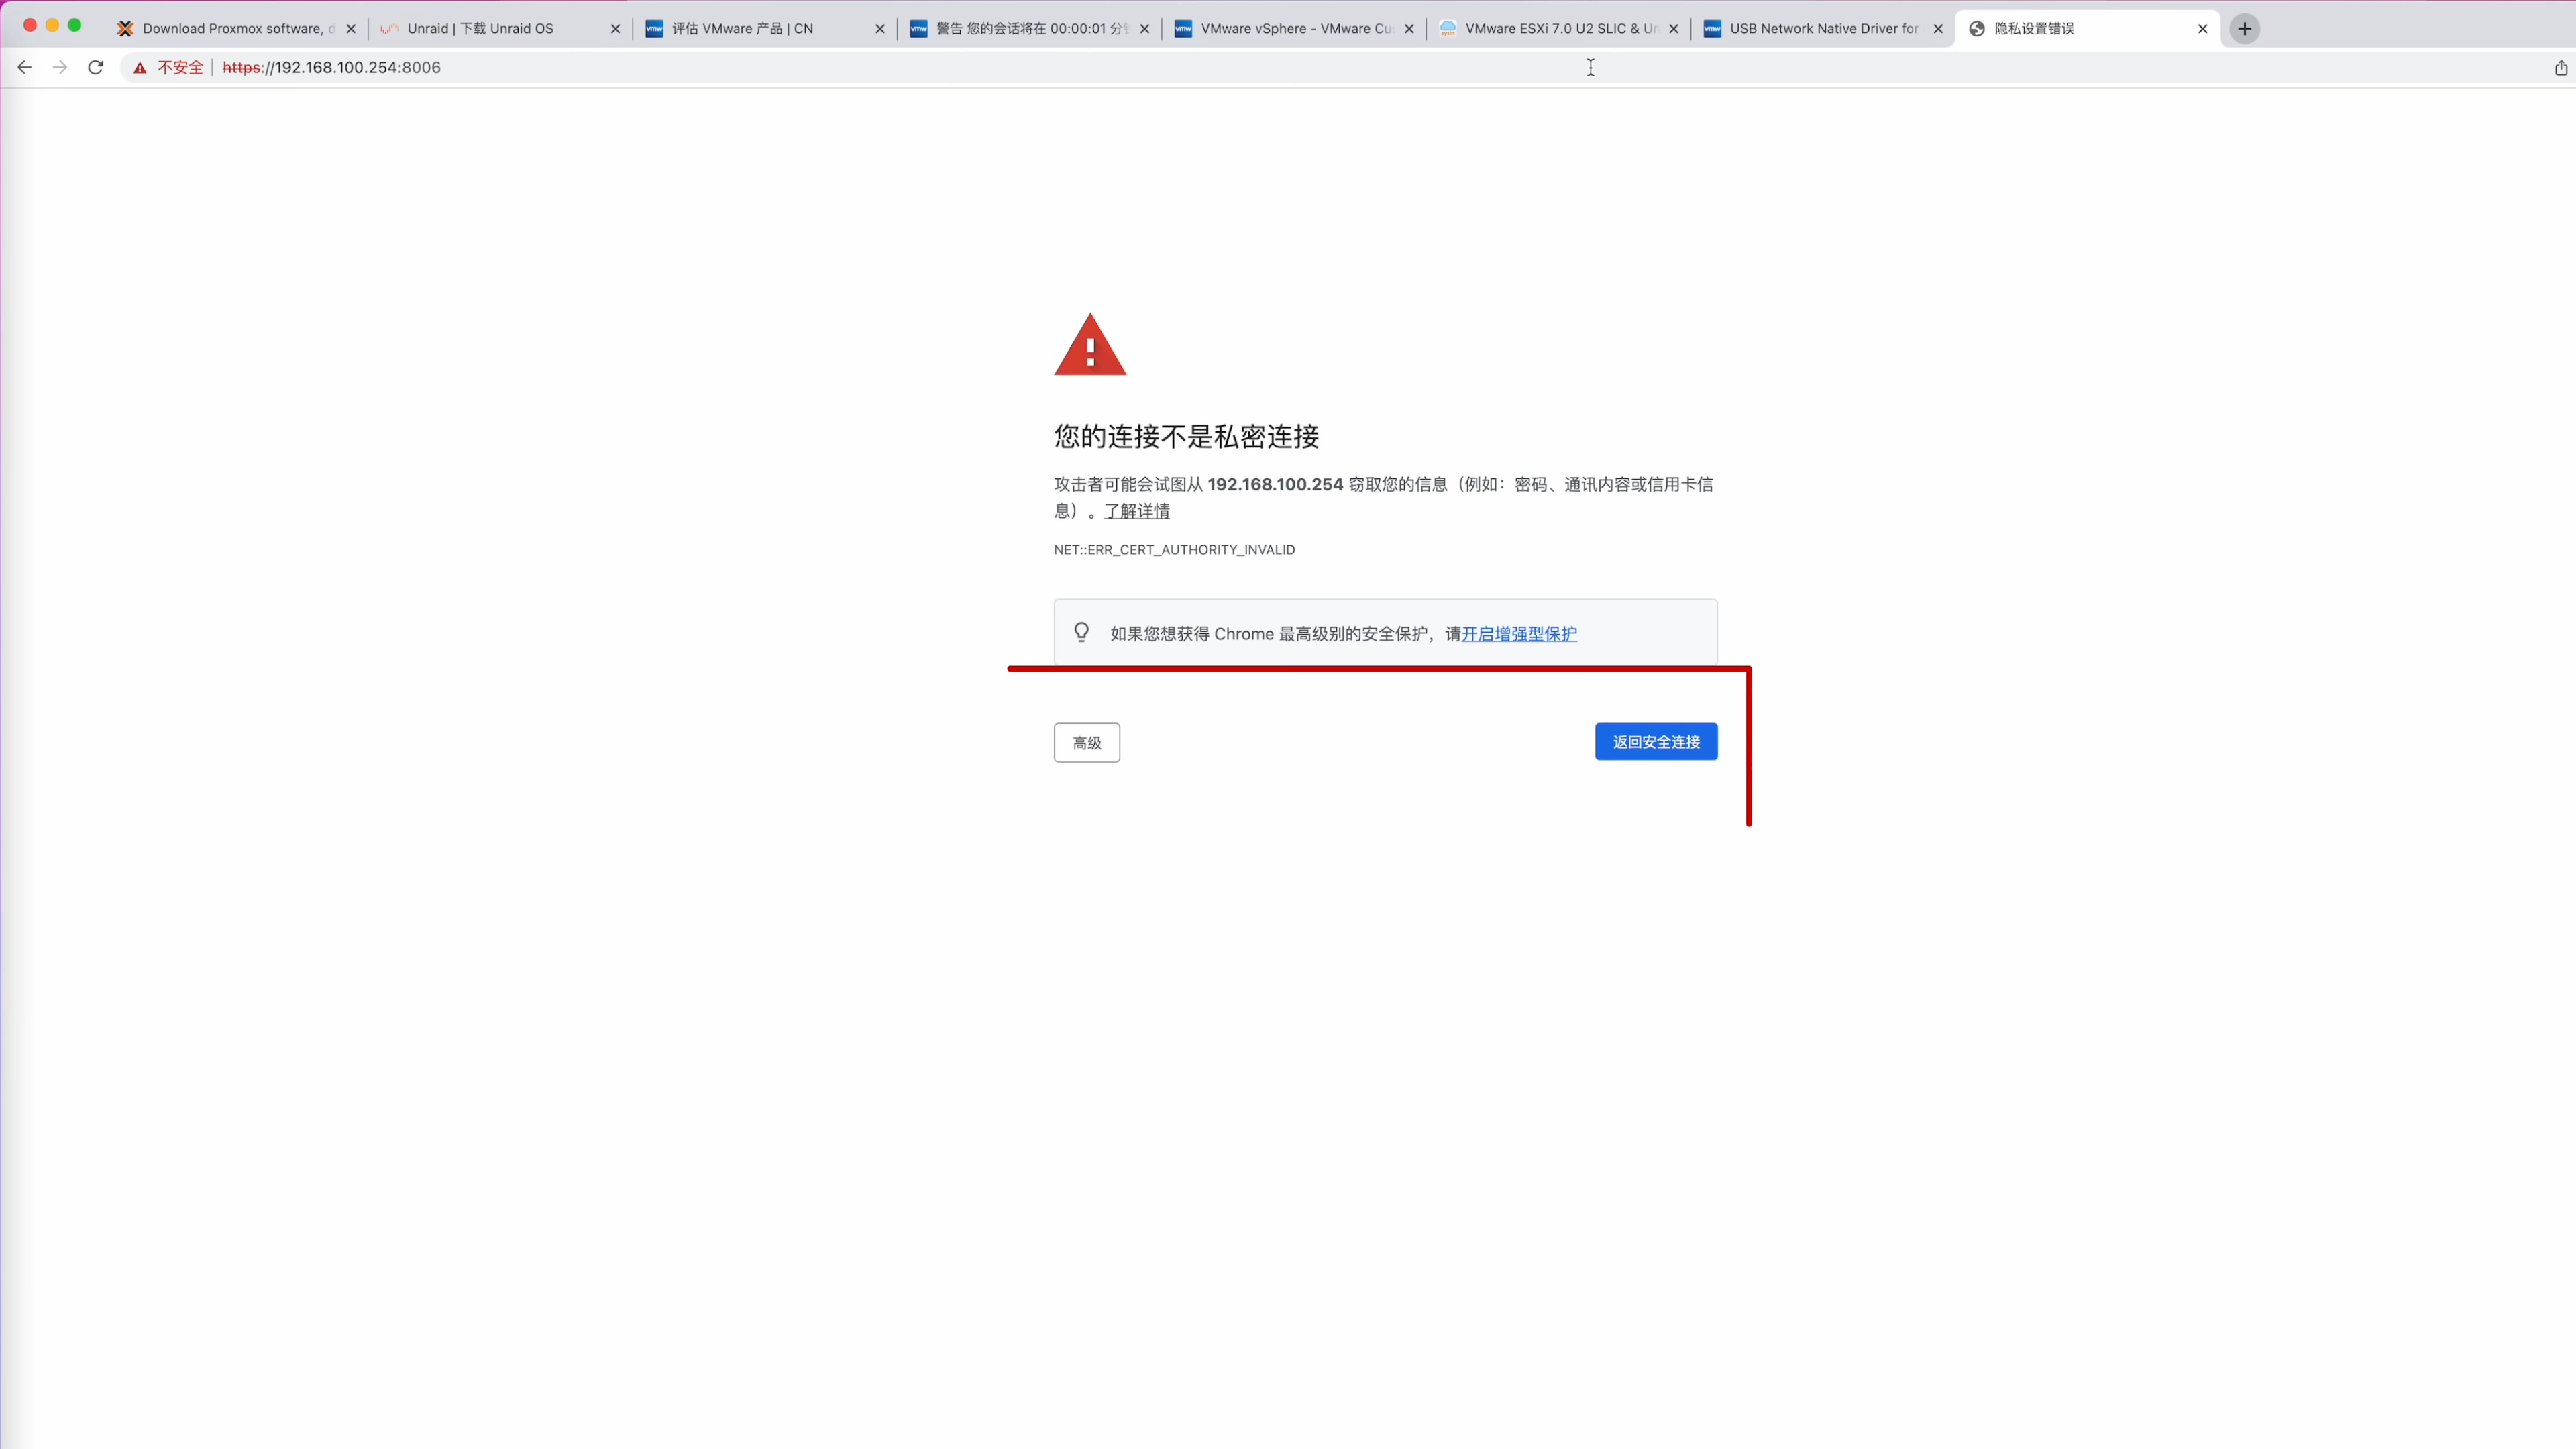 Download Proxmox software, d
Unraid | 下载 Unraid OS
vmw
评估 VMware 产品 | CN
vmw
警告 您的会话将在 00:00:01 分
vmw
VMware vSphere - VMware Cu
VMware ESXi 7.0 U2 SLIC & Un
vmw
USB Network Native Driver for
隐私设置错误
不安全
https://192.168.100.254:8006
您的连接不是私密连接
攻击者可能会试图从 192.168.100.254 窃取您的信息（例如：密码、通讯内容或信用卡信
息）。了解详情
NET::ERR_CERT_AUTHORITY_INVALID
如果您想获得 Chrome 最高级别的安全保护，请开启增强型保护
高级
返回安全连接